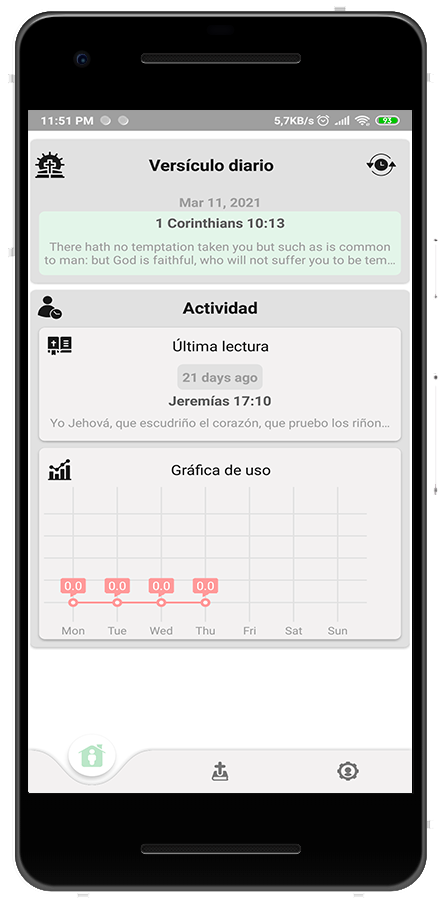 11:51 PM 5,7KB/s 93
Versículo diario
Mar 11, 2021
1 Corinthians 10:13
There hath no temptation taken you but such as is common
to man: but God is faithful, who will not suffer you to be tem...
Actividad
Última lectura
21 days ago
Jeremías 17:10
Yo Jehová, que escudriño el corazón, que pruebo los riñon...
Gráfica de uso
0.0 0.0 0.0 0.0
Mon Tue Wed Thu Fri Sat Sun